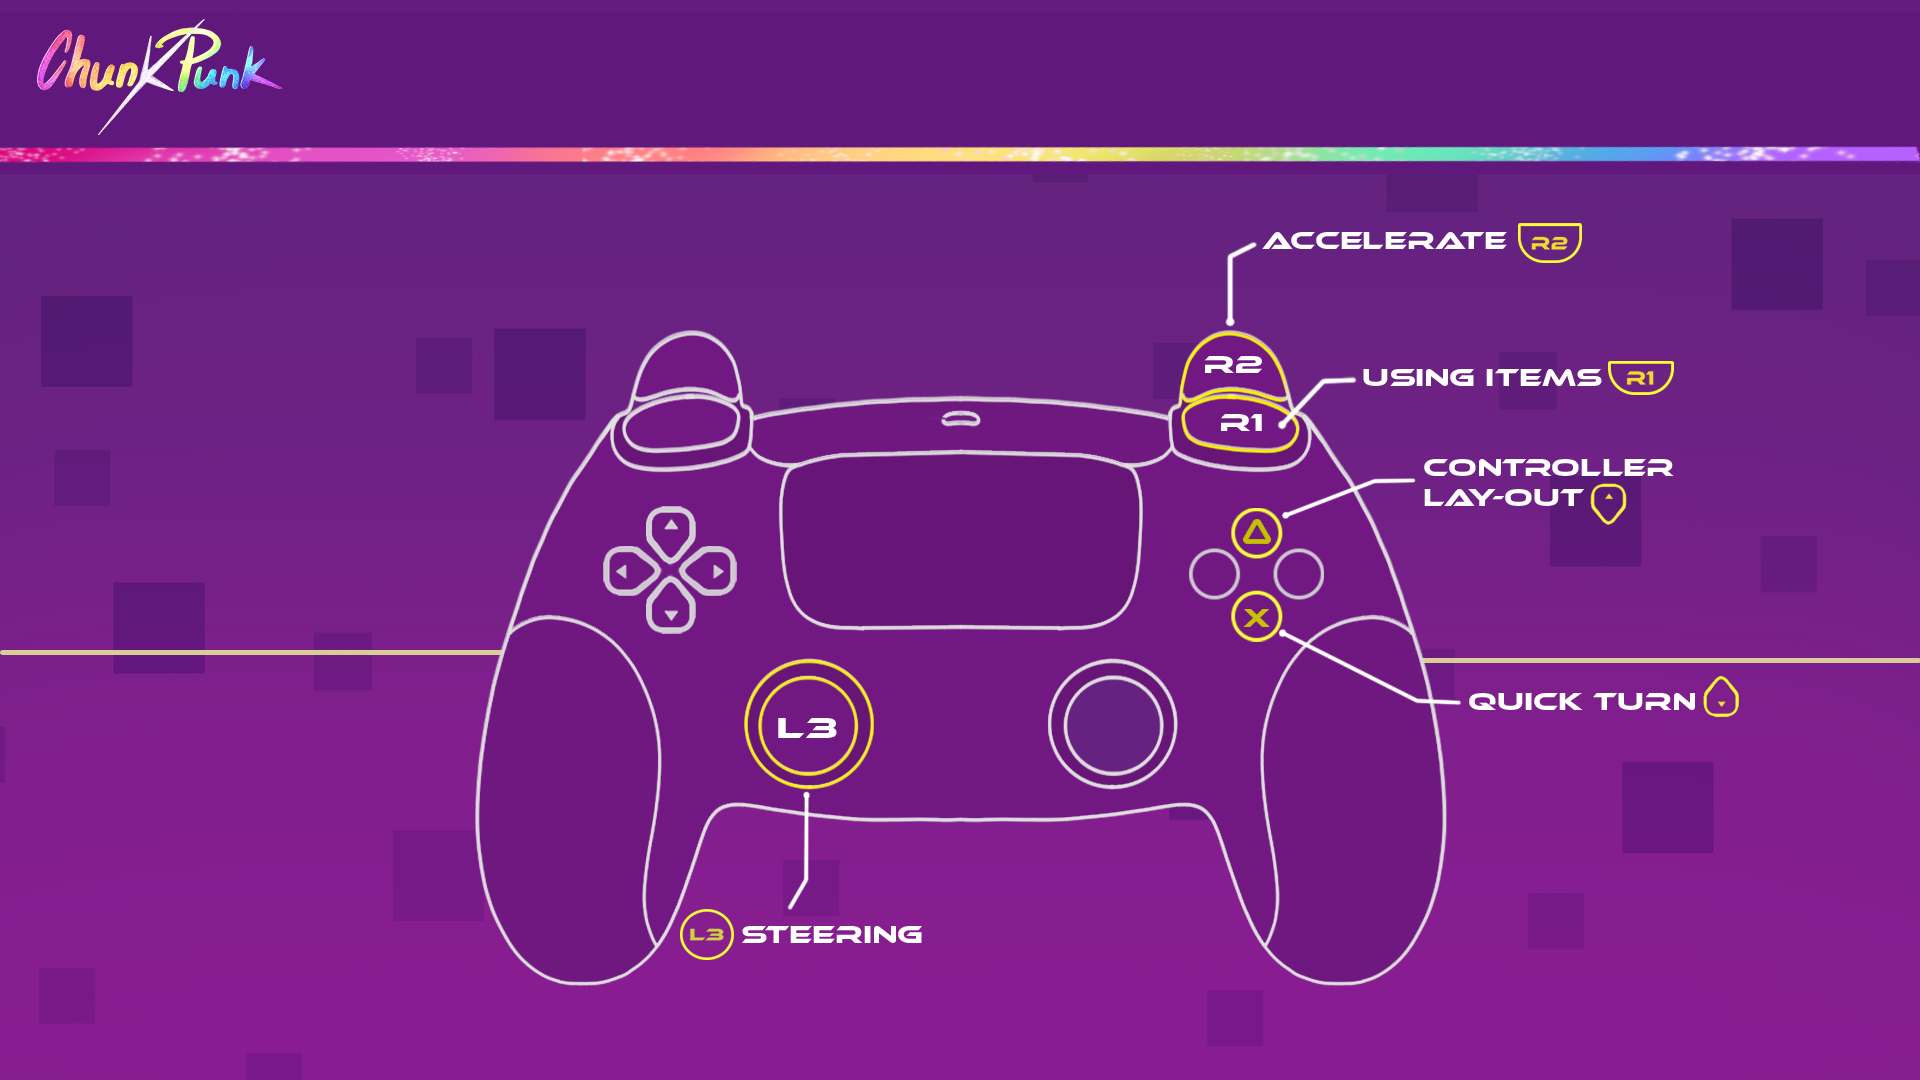 ChunkPunk
ACCELERATE R2
R2
USING ITEMS R1
R1
CONTROLLER
LAY-OUT
X
QUICK TURN
L3
L3 STEERING